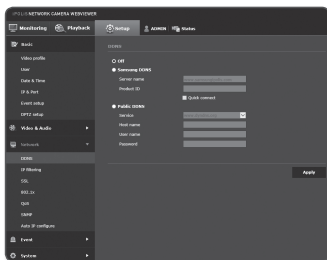 iPOLiS NETWORK CAMERA WEBVIEWER
Monitoring
Playback
Setup
ADMIN
Status
Basic
Video profile
User
Date & Time
IP & Port
Event setup
DPTZ setup
Video & Audio
Network
DDNS
IP filtering
SSL
802.1x
QoS
SNMP
Auto IP configure
Event
System
DDNS
Off
Samsung DDNS
Server name
Product ID
Quick connect
Public DDNS
Service
Host name
User name
Password
Apply